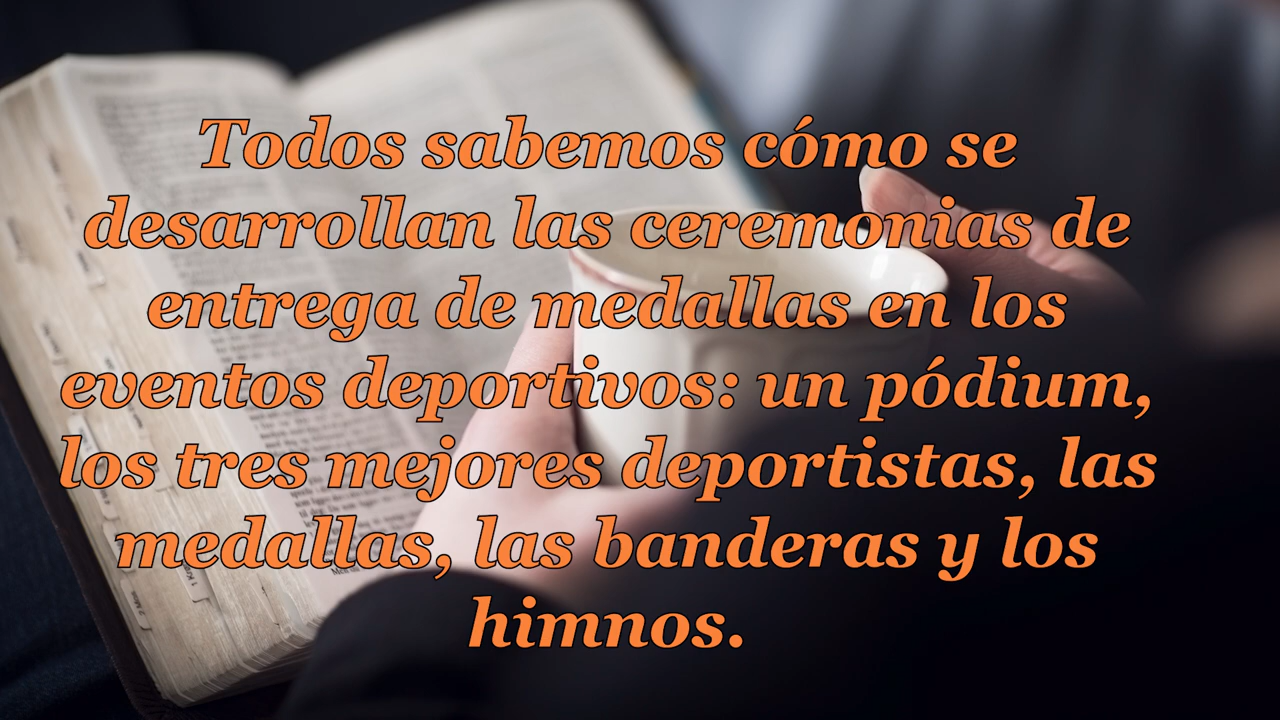 Todos sabemos cómo se
desarrollan las ceremonias de
entrega de medallas en los
eventos deportivos: un pódium,
los tres mejores deportistas, las
medallas, las banderas y los
himnos.